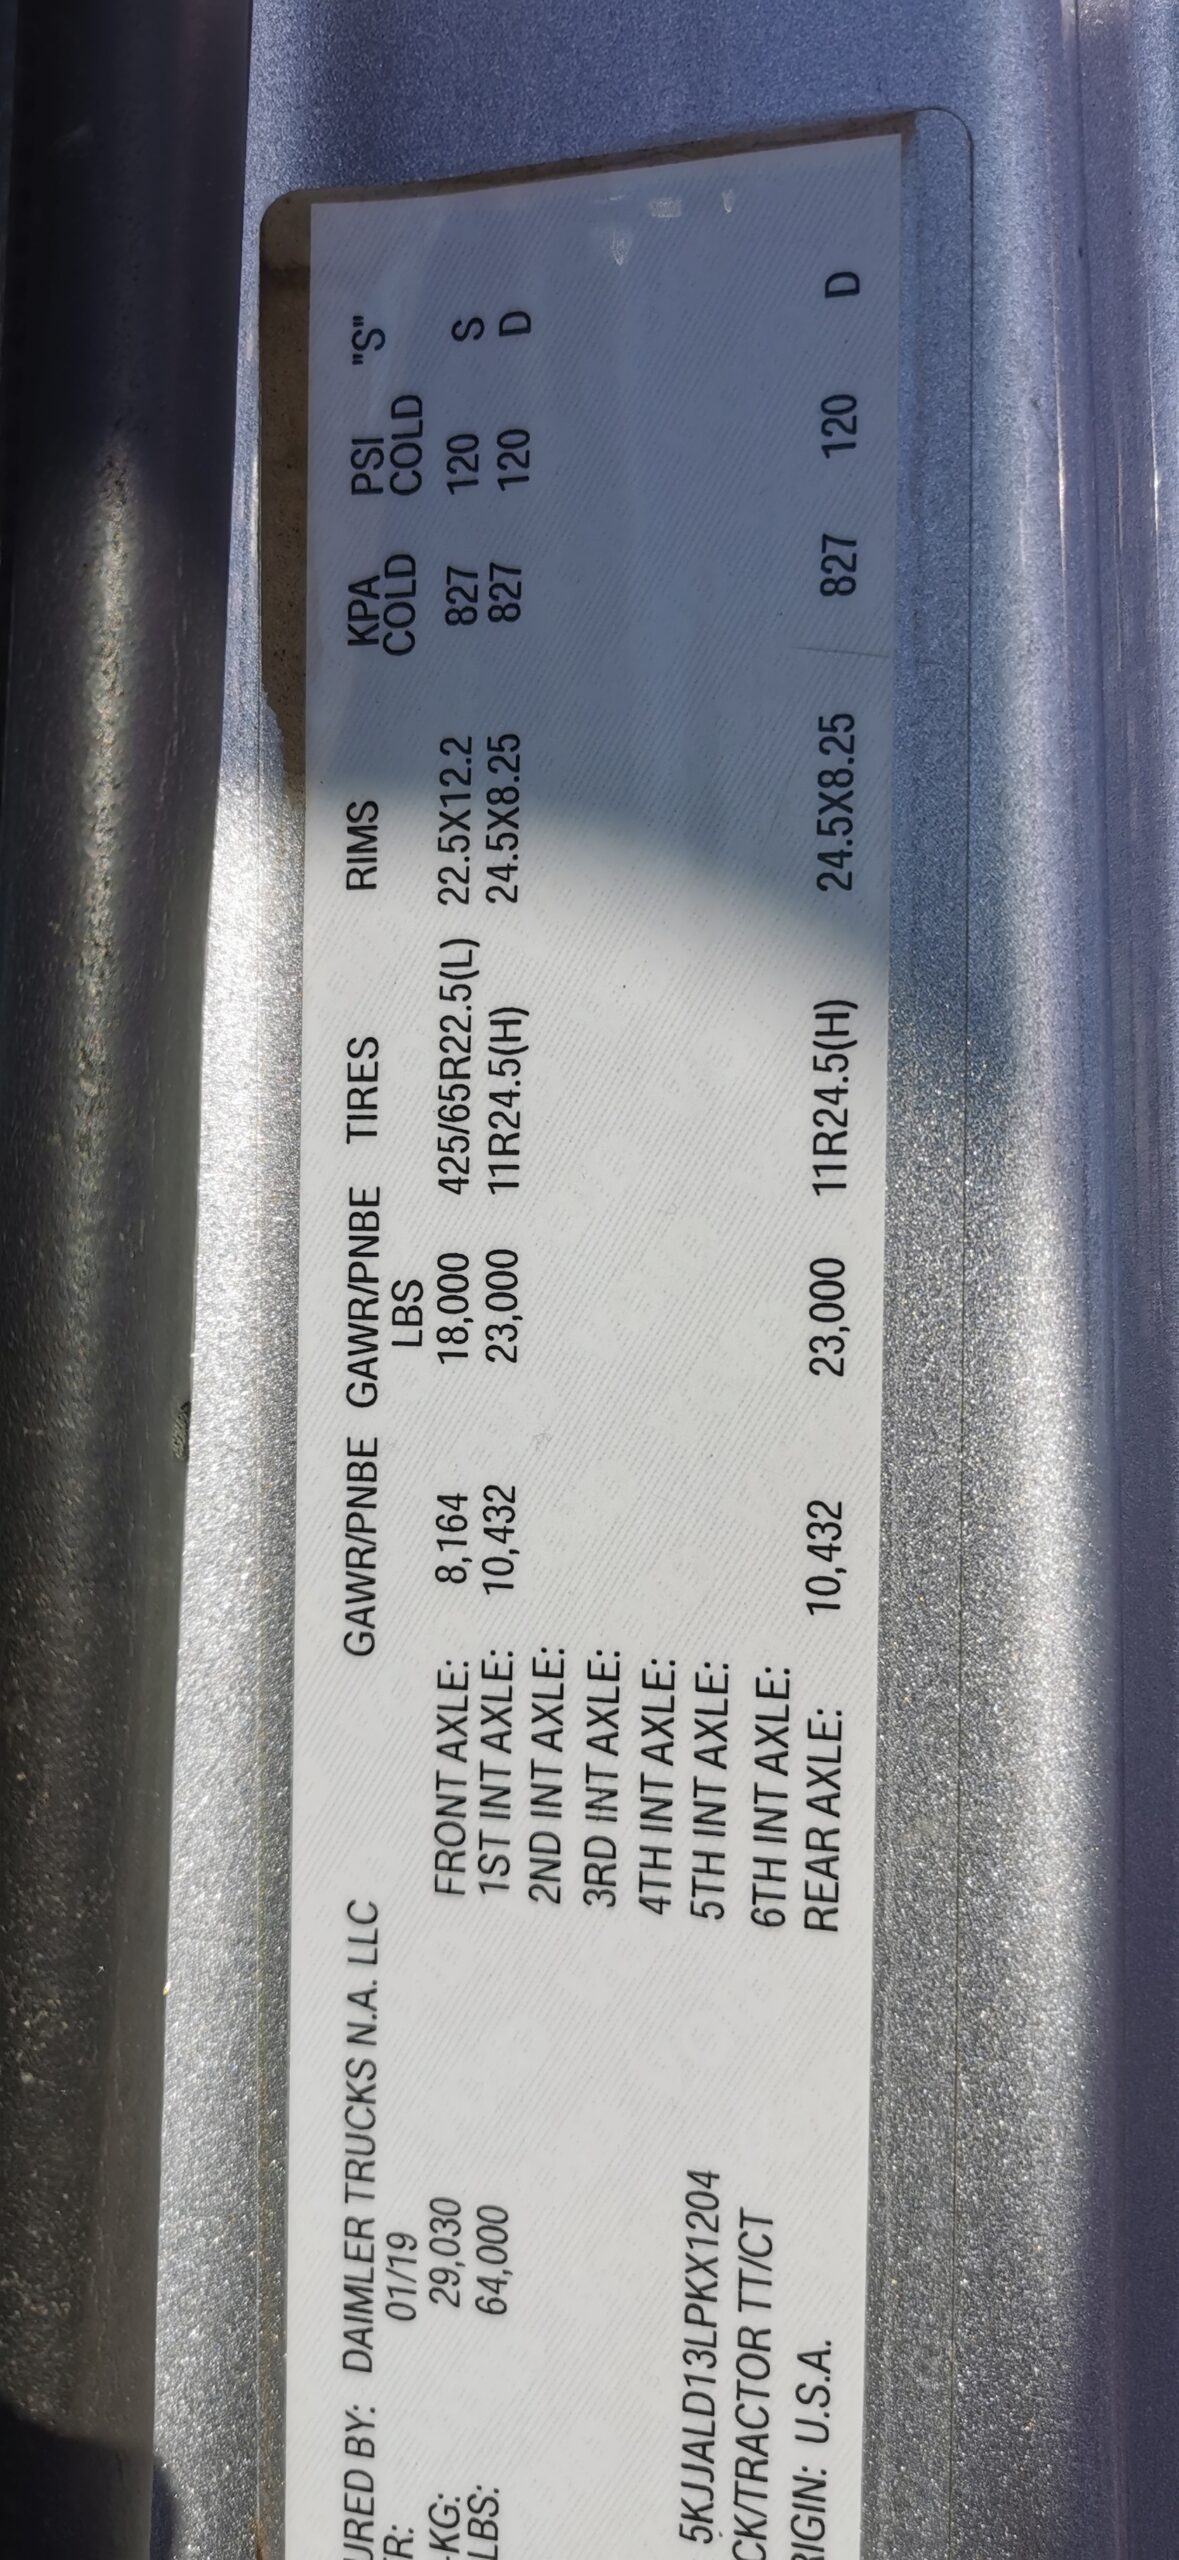 URED BY: DAIMLER TRUCKS N.A. LLC
R: 01/19
KG: 29,030
LBS: 64,000
5KJJALD13LPKX1204
CK/TRACTOR TT/CT
RIGIN: U.S.A.
GAWR/PNBE GAWR/PNBE TIRES RIMS KPA PSI "S"
LBS COLD COLD
FRONT AXLE: 8,164 18,000 425/65R22.5(L) 22.5X12.2 827 120 S
1ST INT AXLE: 10,432 23,000 11R24.5(H) 24.5X8.25 827 120 D
2ND INT AXLE:
3RD INT AXLE:
4TH INT AXLE:
5TH INT AXLE:
6TH INT AXLE:
REAR AXLE: 10,432 23,000 11R24.5(H) 24.5X8.25 827 120 D